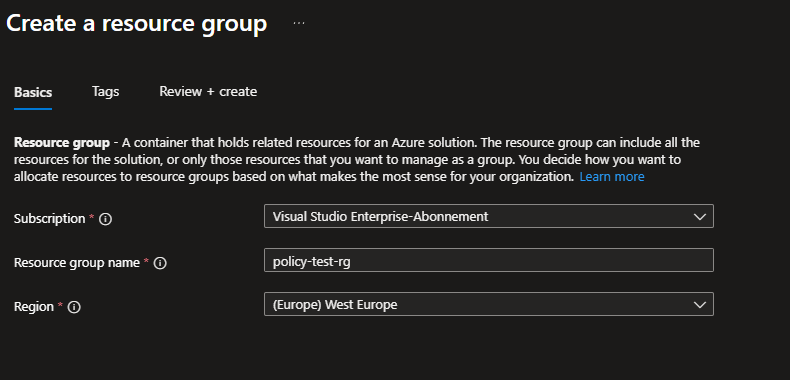 Create a resource group ...
Basics Tags Review + create
Resource group - A container that holds related resources for an Azure solution. The resource group can include all the
resources for the solution, or only those resources that you want to manage as a group. You decide how you want to
allocate resources to resource groups based on what makes the most sense for your organization. Learn more
Subscription * Visual Studio Enterprise-Abonnement
Resource group name * policy-test-rg
Region * (Europe) West Europe